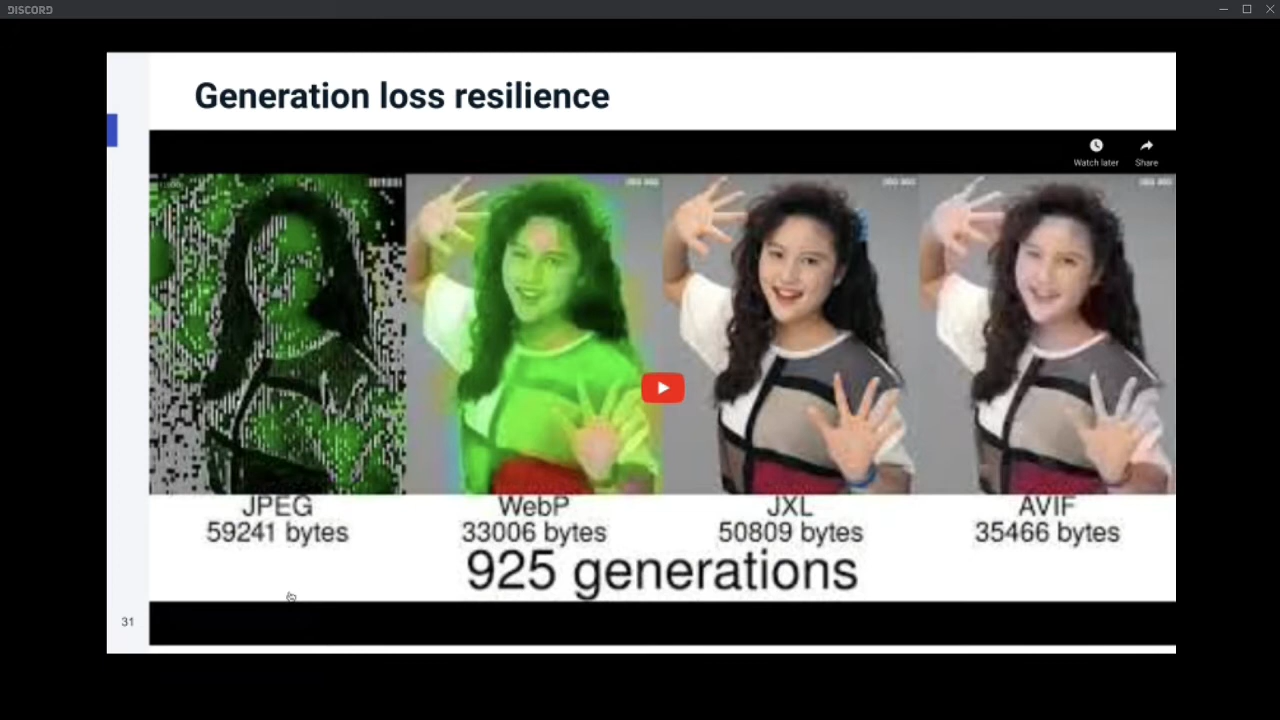 DISCORD
Generation loss resilience
Watch later
Share
JPEG
59241 bytes
WebP
33006 bytes
JXL
50809 bytes
AVIF
35466 bytes
925 generations
31